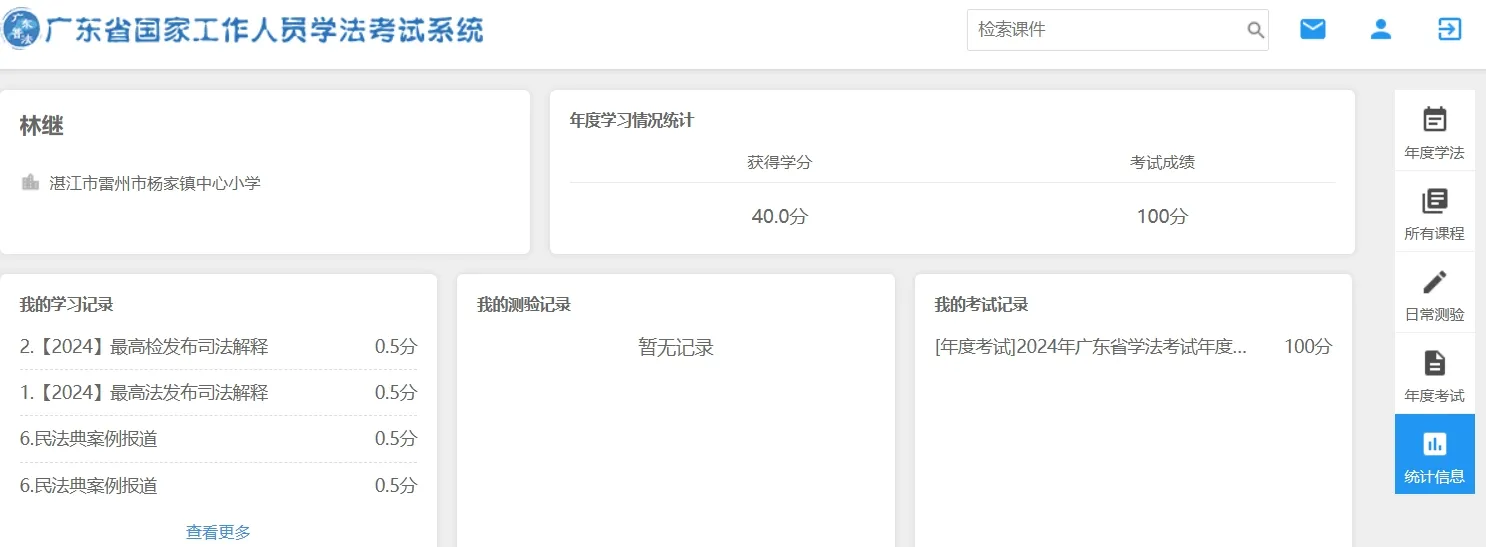 广东普法
广东省国家工作人员学法考试系统
检索课件
林继
湛江市雷州市杨家镇中心小学
年度学习情况统计
获得学分 考试成绩
40.0分 100分
我的学习记录
2.【2024】最高检发布司法解释 0.5分
1.【2024】最高法发布司法解释 0.5分
6.民法典案例报道 0.5分
6.民法典案例报道 0.5分
查看更多
我的测验记录
暂无记录
我的考试记录
[年度考试]2024年广东省学法考试年度... 100分
年度学法
所有课程
日常测验
年度考试
统计信息